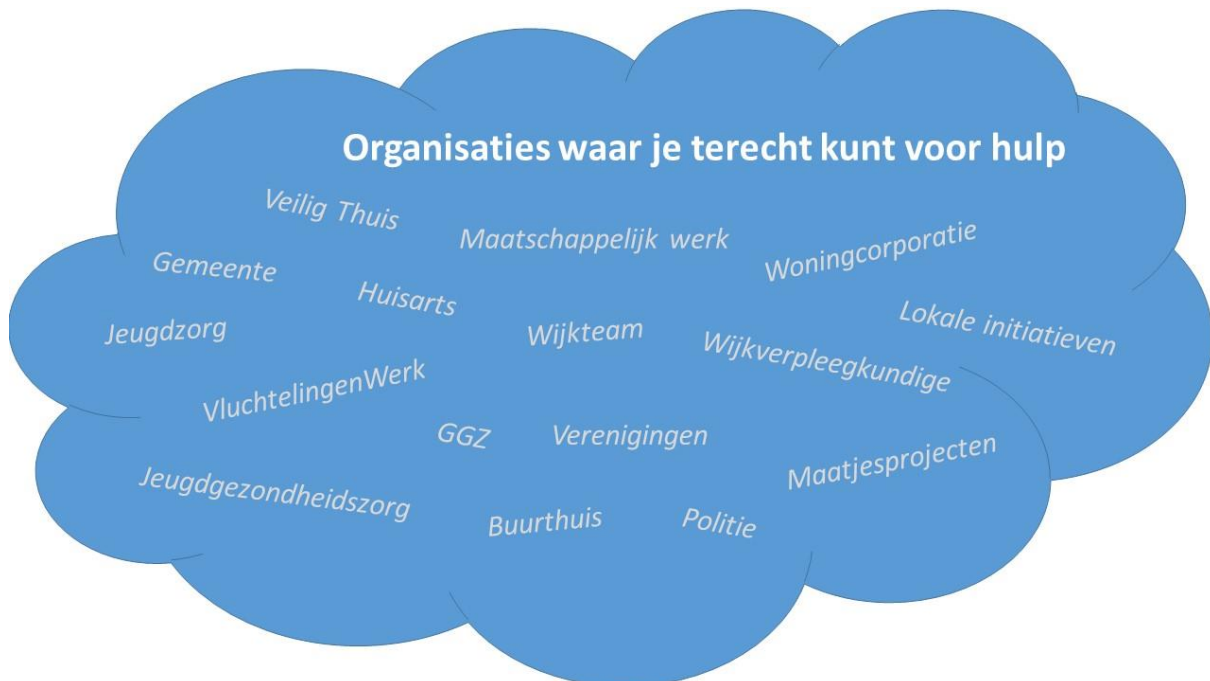 Organisaties waar je terecht kunt voor hulp
Veilig Thuis
Maatschappelijk werk
Woningcorporatie
Gemeente
Huisarts
Lokale initiatieven
Jeugdzorg
Wijkteam
Wijkverpleegkundige
VluchtelingenWerk
GGZ
Verenigingen
Maatjesprojecten
Jeugdgezondheidszorg
Buurthuis
Politie